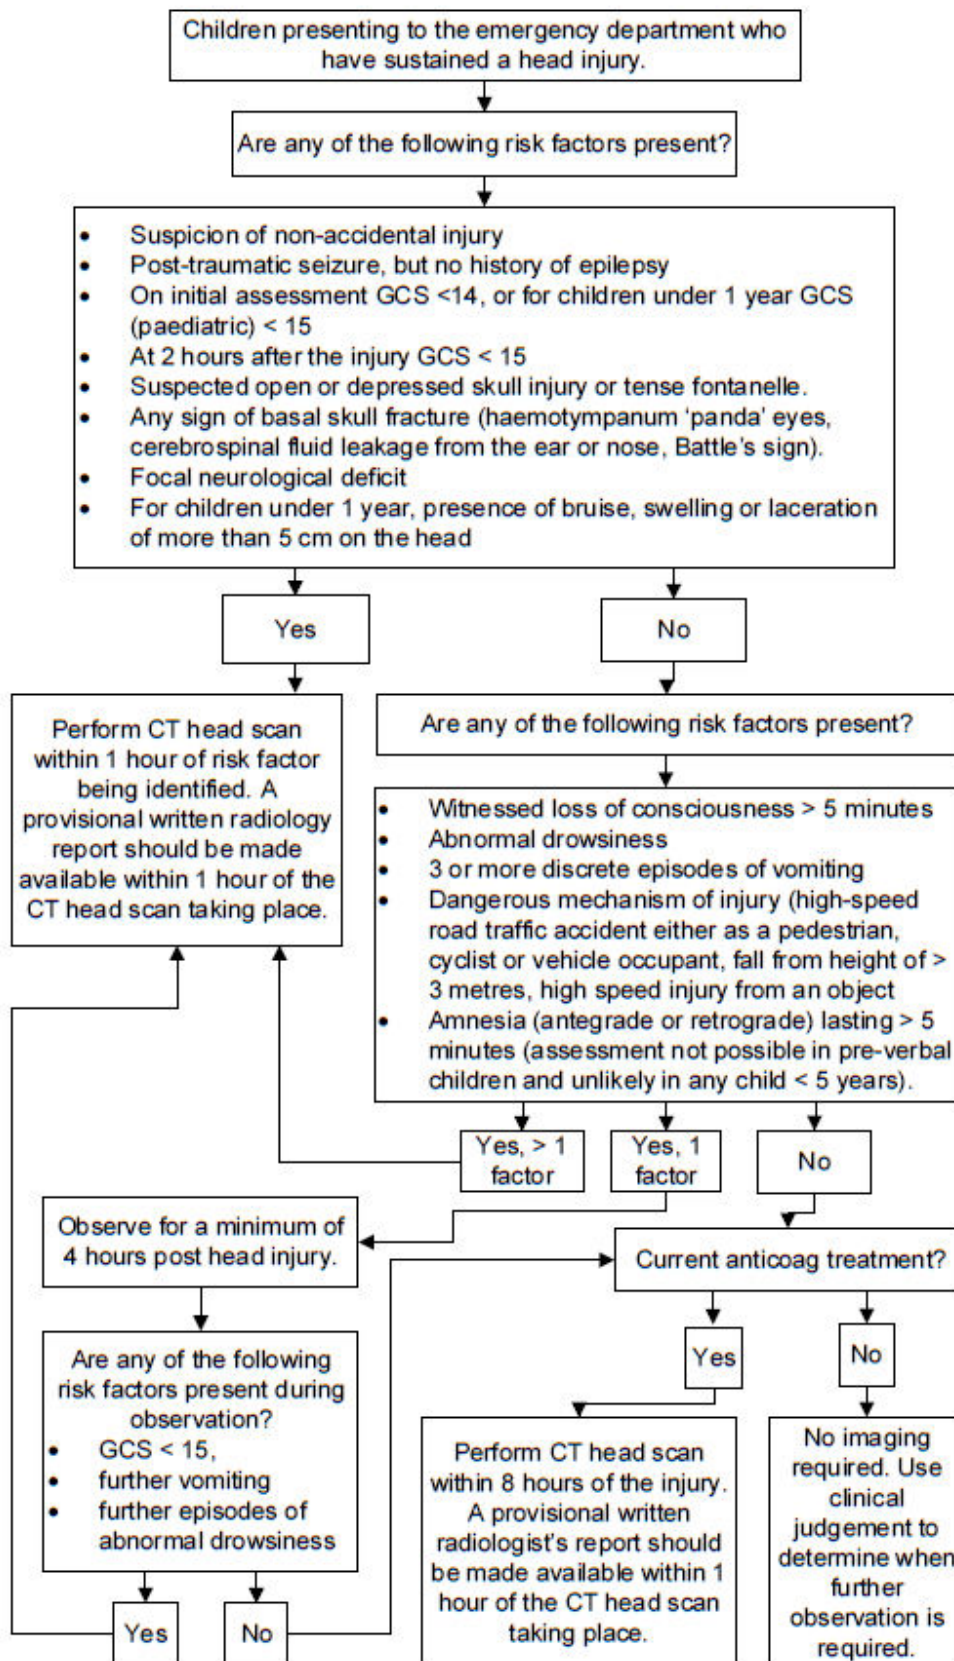 Children presenting to the emergency department who
have sustained a head injury.
Are any of the following risk factors present?
• Suspicion of non-accidental injury
• Post-traumatic seizure, but no history of epilepsy
• On initial assessment GCS <14, or for children under 1 year GCS
(paediatric) < 15
• At 2 hours after the injury GCS < 15
• Suspected open or depressed skull injury or tense fontanelle.
• Any sign of basal skull fracture (haemotympanum ‘panda’ eyes,
cerebrospinal fluid leakage from the ear or nose, Battle’s sign).
• Focal neurological deficit
• For children under 1 year, presence of bruise, swelling or laceration
of more than 5 cm on the head
Yes
No
Perform CT head scan
within 1 hour of risk factor
being identified. A
provisional written radiology
report should be made
available within 1 hour of the
CT head scan taking place.
Are any of the following risk factors present?
• Witnessed loss of consciousness > 5 minutes
• Abnormal drowsiness
• 3 or more discrete episodes of vomiting
• Dangerous mechanism of injury (high-speed
road traffic accident either as a pedestrian,
cyclist or vehicle occupant, fall from height of >
3 metres, high speed injury from an object
• Amnesia (antegrade or retrograde) lasting > 5
minutes (assessment not possible in pre-verbal
children and unlikely in any child < 5 years).
Yes, > 1
factor
Yes, 1
factor
No
Observe for a minimum of
4 hours post head injury.
Current anticoag treatment?
Are any of the following
risk factors present during
observation?
• GCS < 15,
• further vomiting
• further episodes of
abnormal drowsiness
Yes
No
Yes
No
Perform CT head scan
within 8 hours of the injury.
A provisional written
radiologist’s report should
be made available within 1
hour of the CT head scan
taking place.
No imaging
required. Use
clinical
judgement to
determine when
further
observation is
required.